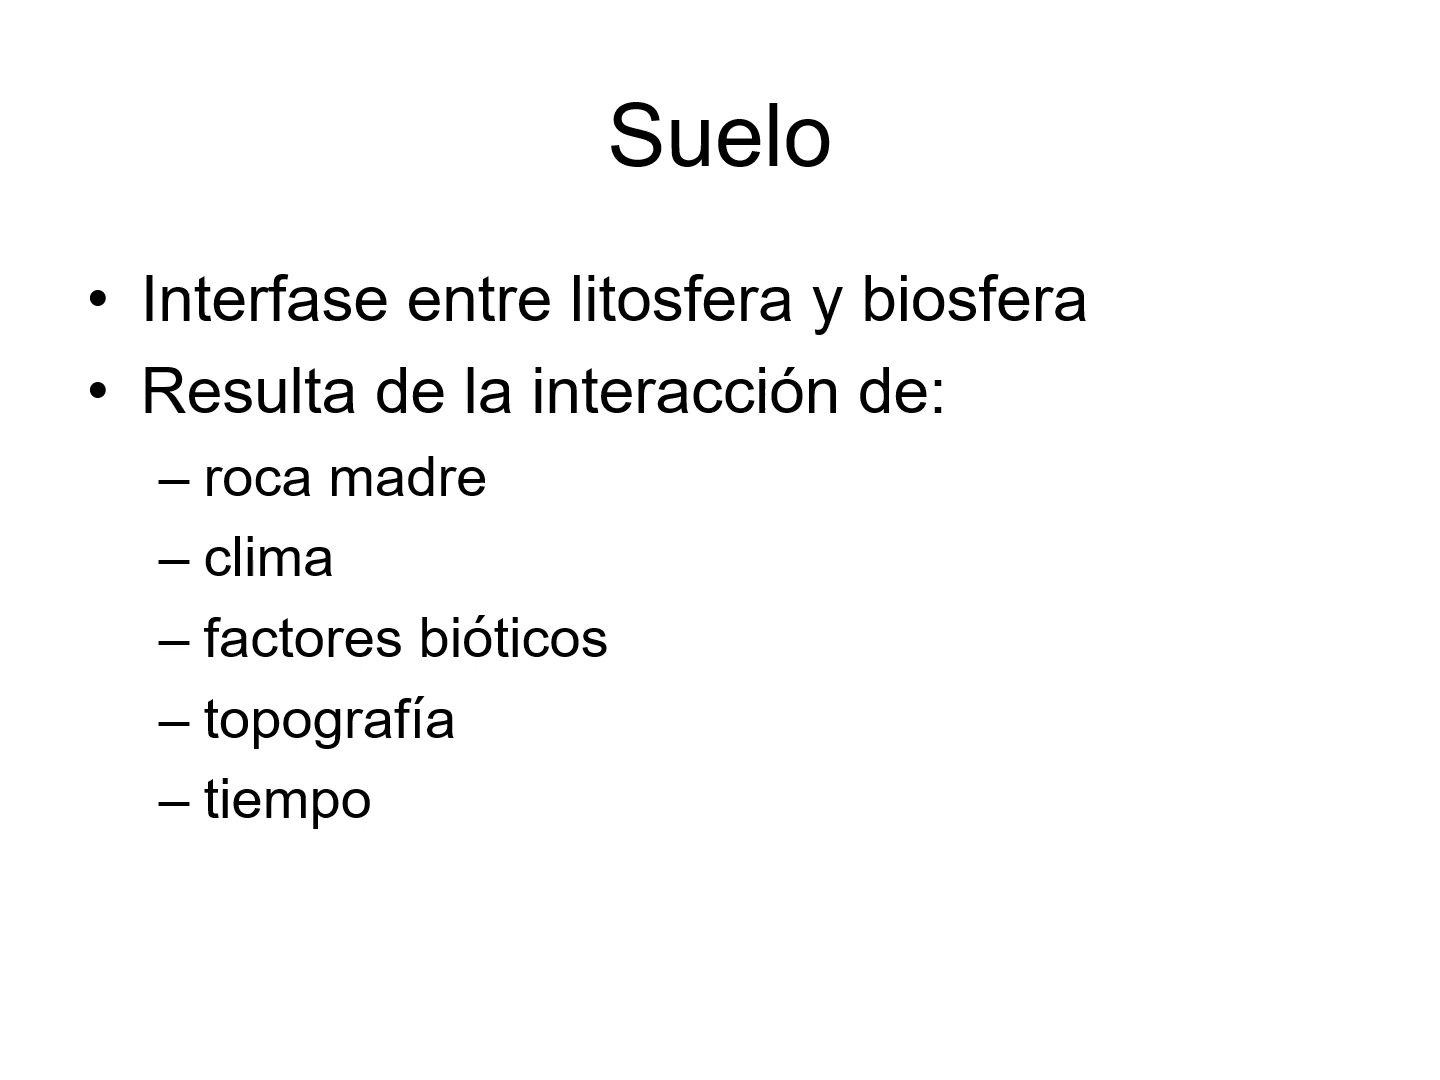 Suelo
• Interfase entre litosfera y biosfera
• Resulta de la interacción de:
– roca madre
– clima
– factores bióticos
– topografía
– tiempo